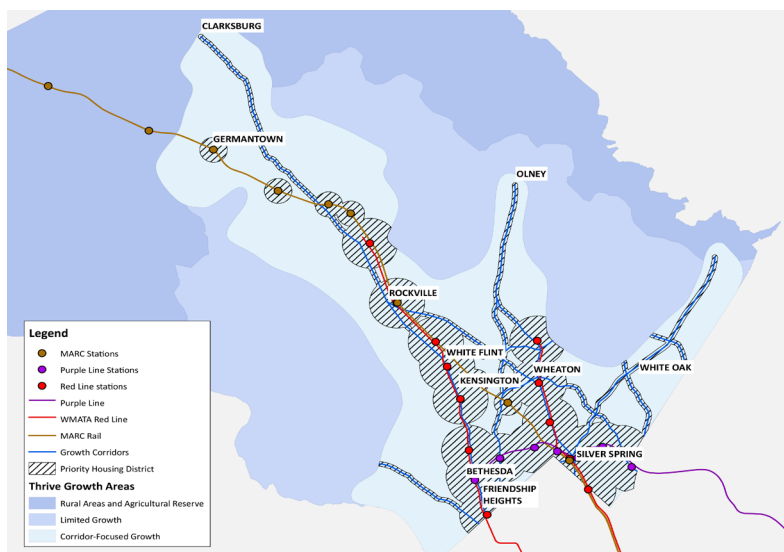 CLARKSBURG
GERMANTOWN
OLNEY
ROCKVILLE
WHITE FLINT
WHEATON
WHITE OAK
KENSINGTON
SILVER SPRING
BETHESDA
FRIENDSHIP
HEIGHTS
Legend
MARC Stations
Purple Line Stations
Red Line stations
Purple Line
WMATA Red Line
MARC Rail
Growth Corridors
Priority Housing District
Thrive Growth Areas
Rural Areas and Agricultural Reserve
Limited Growth
Corridor-Focused Growth